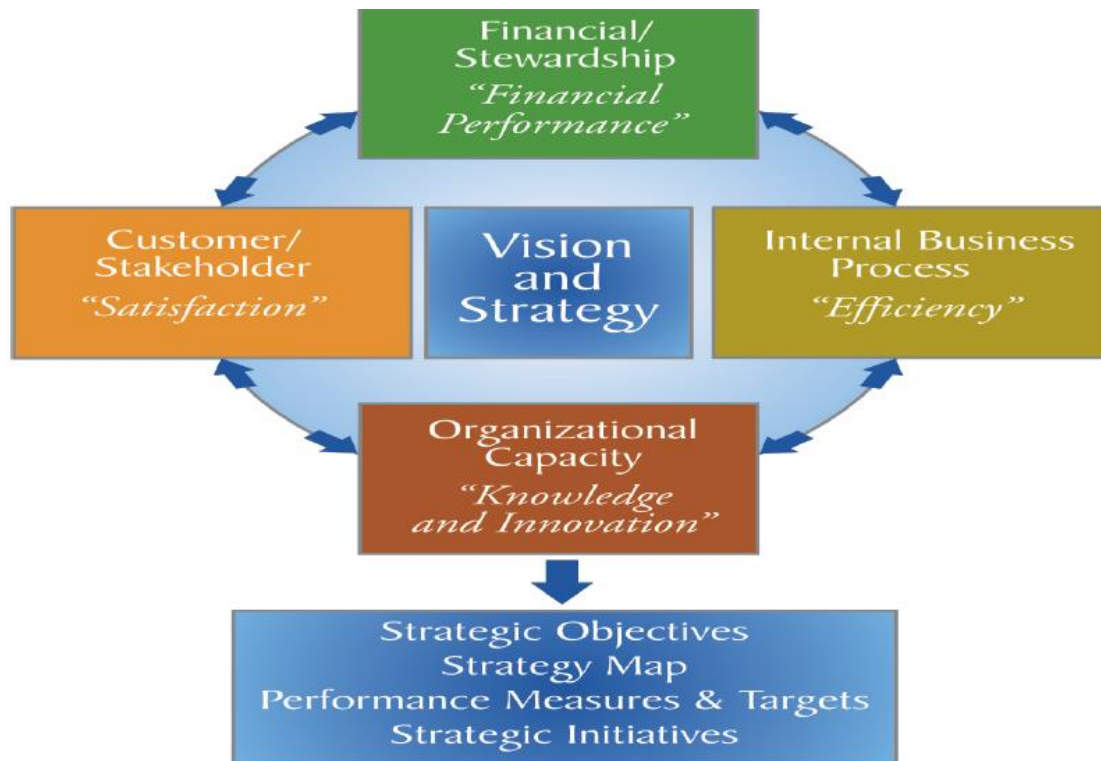 Financial/
Stewardship
“Financial
Performance”
Customer/
Stakeholder
“Satisfaction”
Vision
and
Strategy
Internal Business
Process
“Efficiency”
Organizational
Capacity
“Knowledge
and Innovation”
Strategic Objectives
Strategy Map
Performance Measures & Targets
Strategic Initiatives